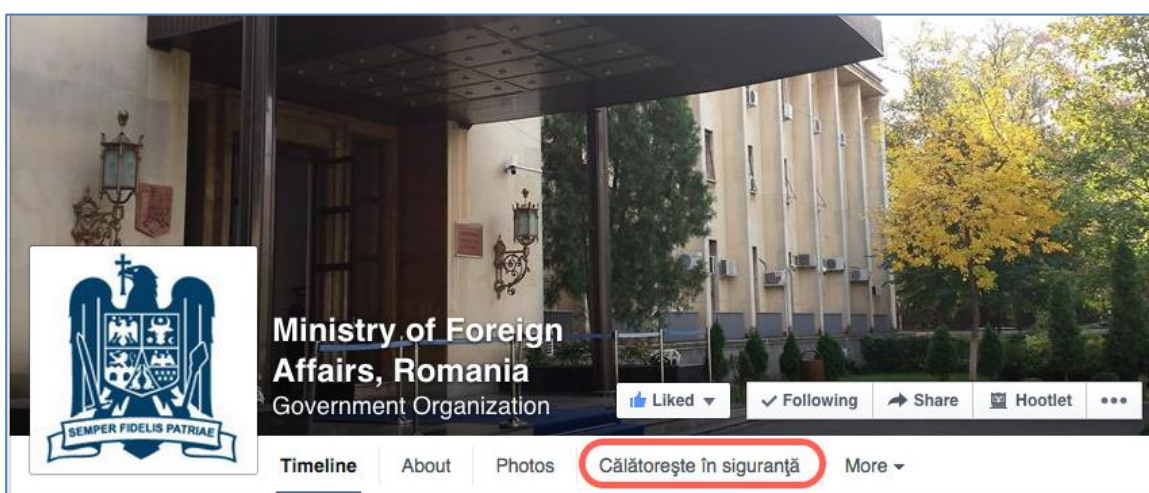 SEMPER FIDELIS PATRIAE
Ministry of Foreign
Affairs, Romania
Government Organization
Liked
Following
Share
Hootlet
Timeline
About
Photos
Călătorește în siguranţă
More